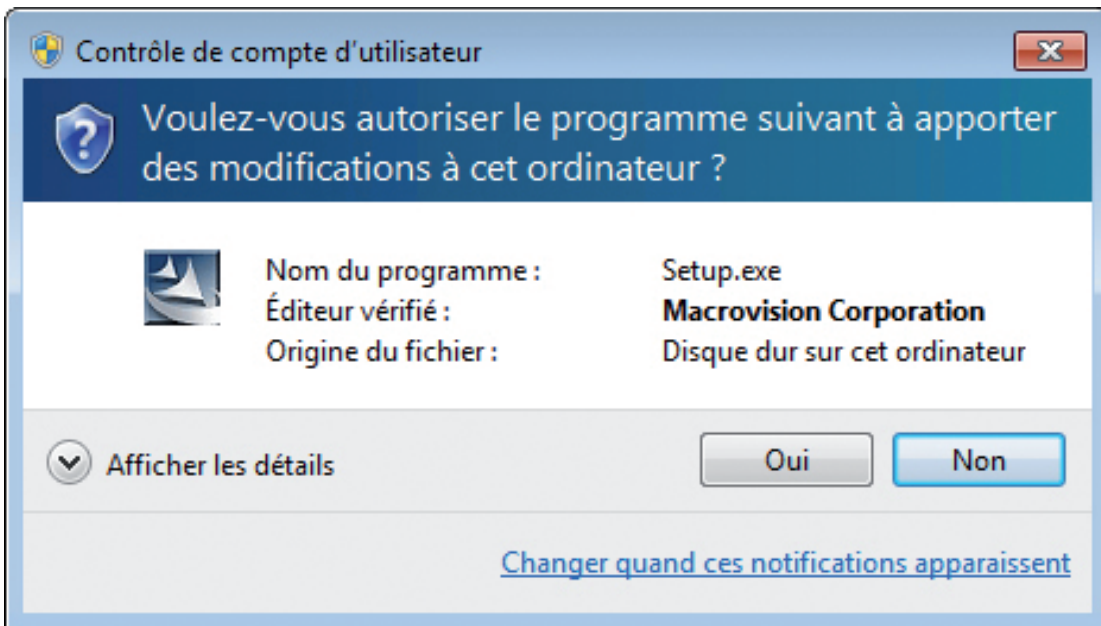 Contrôle de compte d'utilisateur
Voulez-vous autoriser le programme suivant à apporter
des modifications à cet ordinateur ?
Nom du programme : Setup.exe
Éditeur vérifié : Macrovision Corporation
Origine du fichier : Disque dur sur cet ordinateur
Afficher les détails Oui Non
Changer quand ces notifications apparaissent